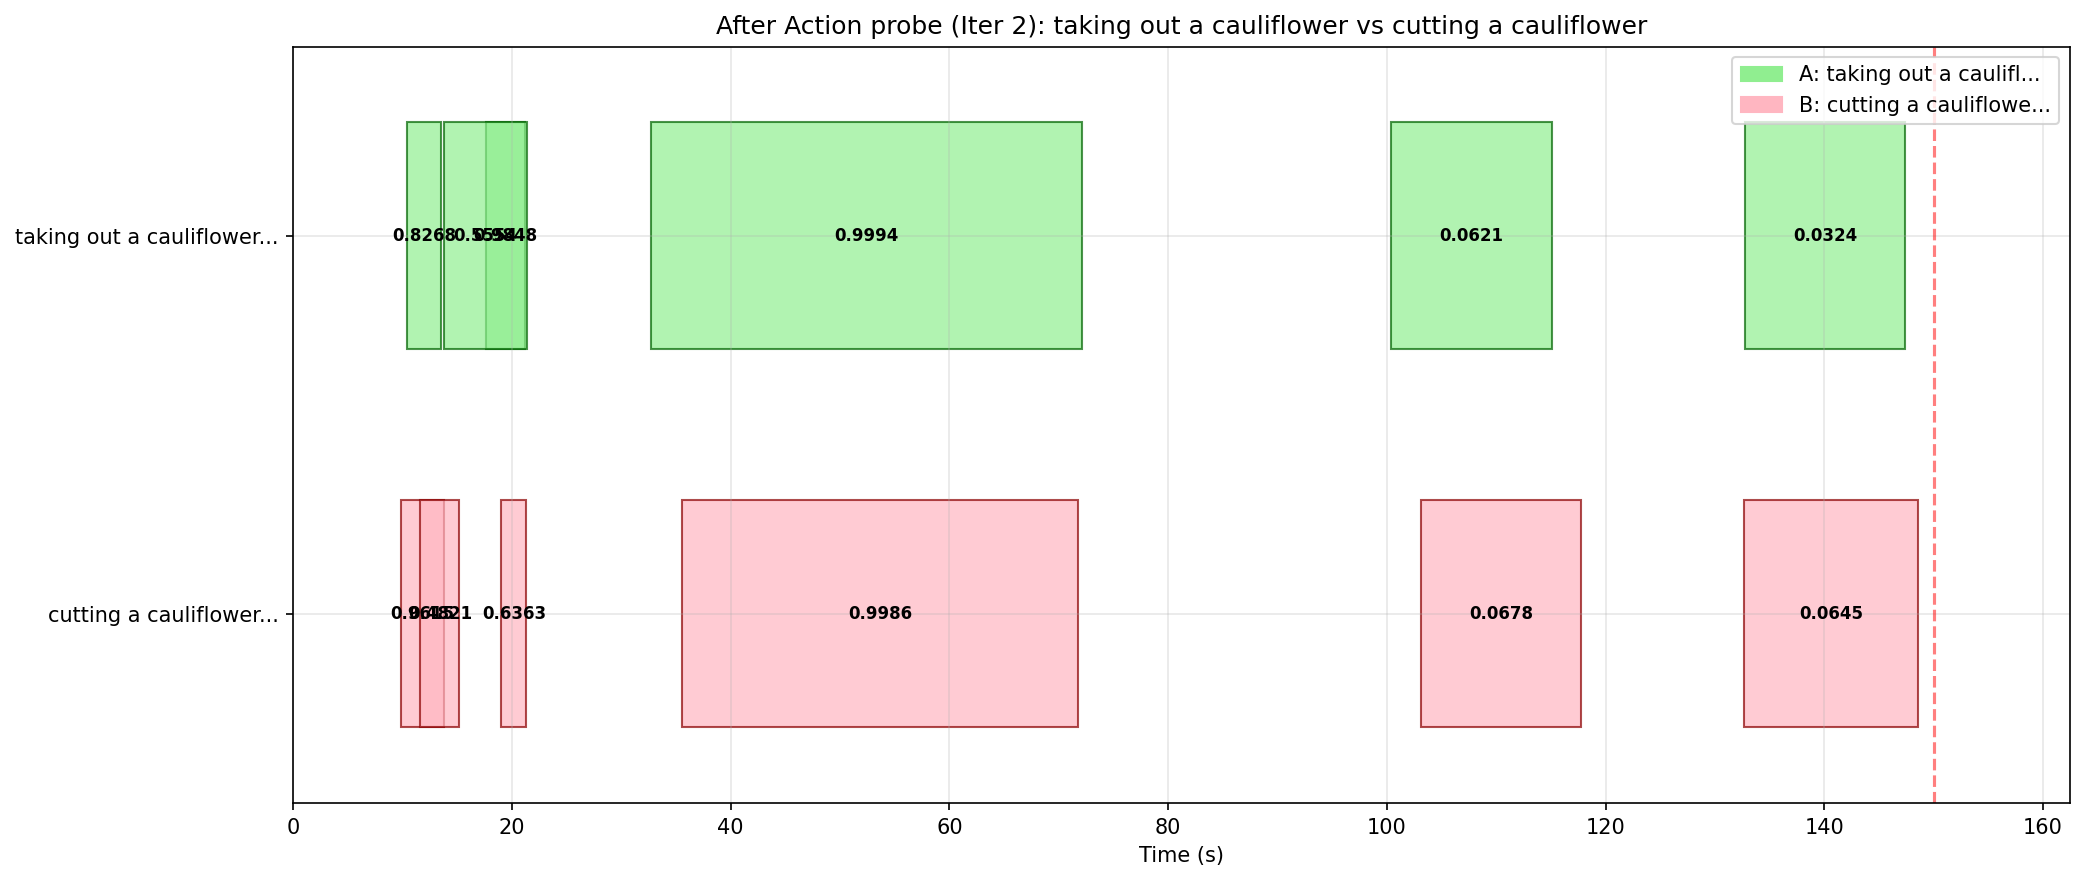 After Action probe (Iter 2): taking out a cauliflower vs cutting a cauliflower
A: taking out a caulifl...
B: cutting a cauliflowe...
taking out a cauliflower...
0.8268
0.9994
0.0621
0.0324
cutting a cauliflower...
0.6363
0.9986
0.0678
0.0645
0 20 40 60 80 100 120 140 160
Time (s)